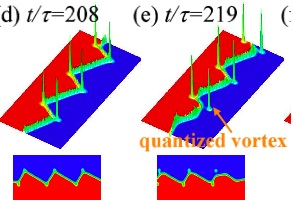 (d) t/τ=208
(e) t/τ=219
quantized vortex